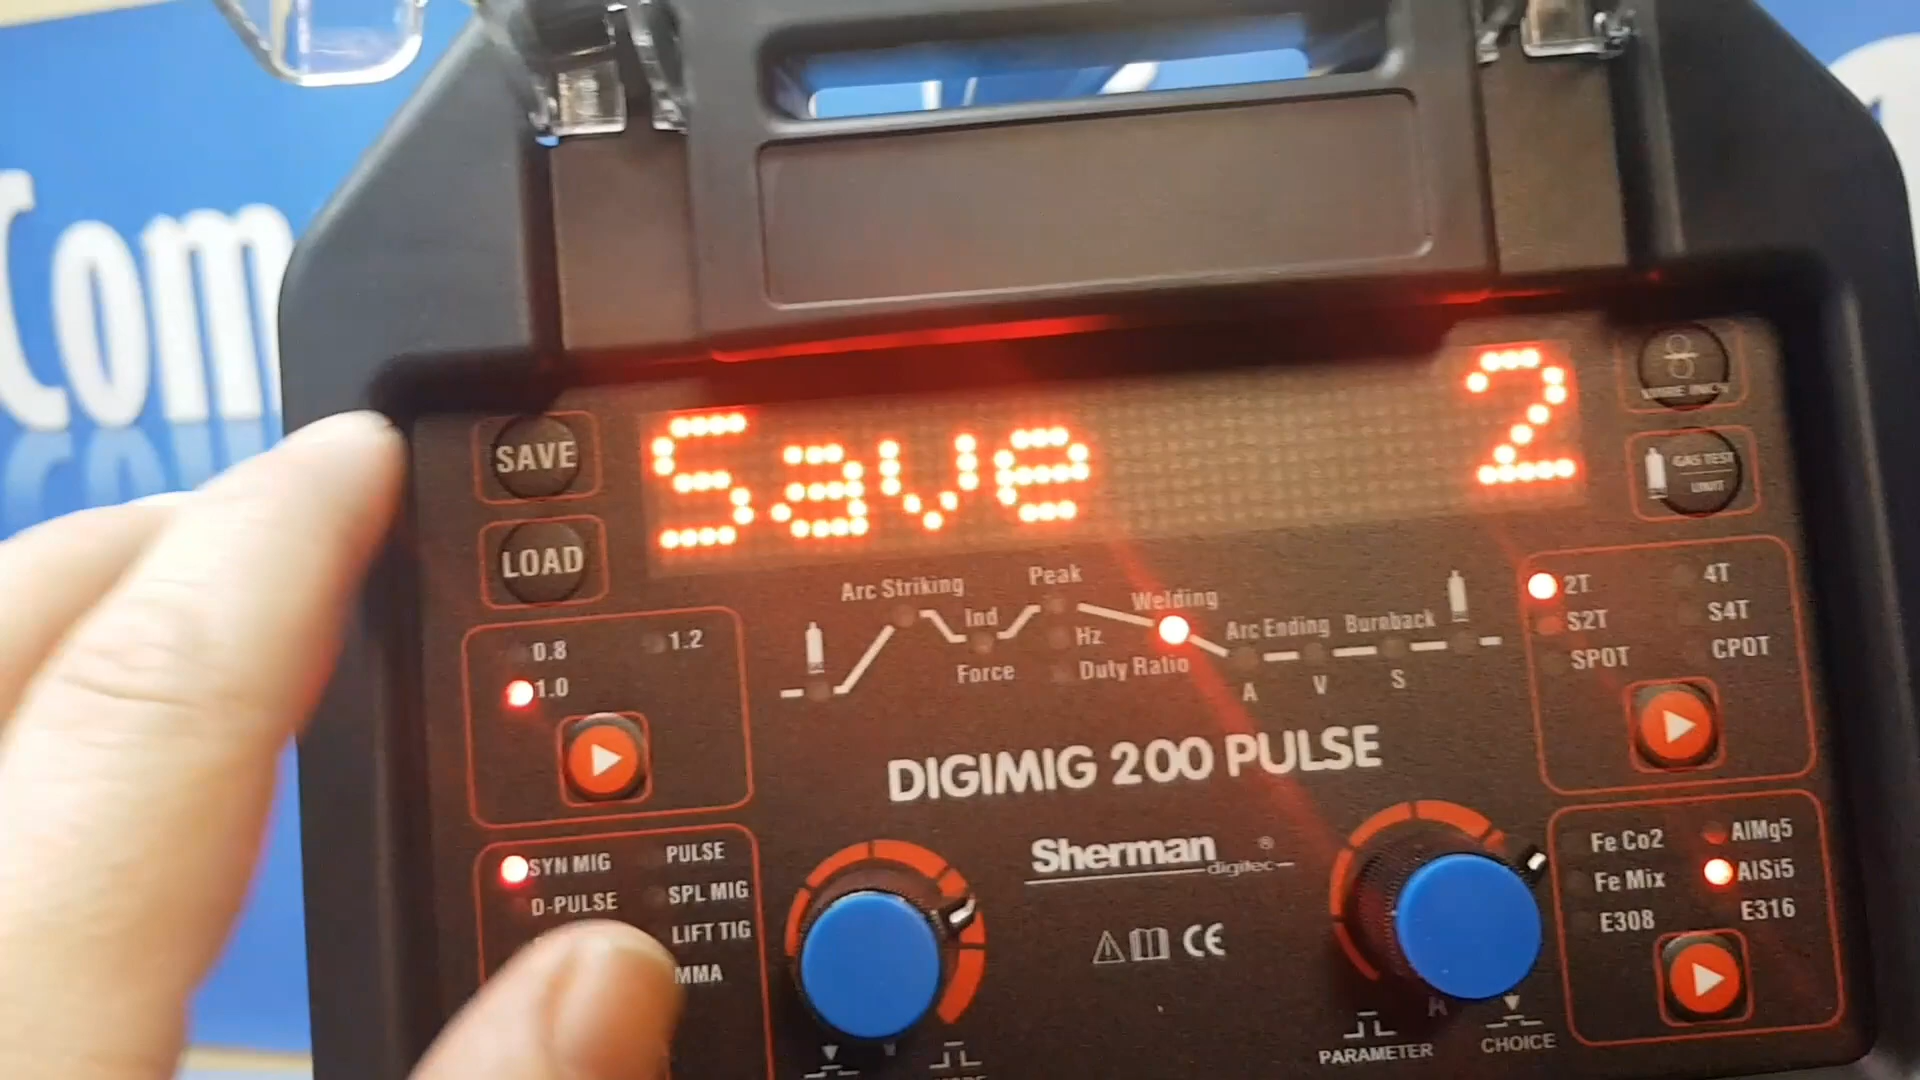 Com
Save 2
SAVE
LOAD
GAS TEST
UNIT
Arc Striking
Peak
Ind
Force
Hz
Duty Ratio
Welding
Arc Ending
Burnback
A V S
0.8 1.2
1.0
2T 4T
S2T S4T
SPOT CPOT
DIGIMIG 200 PULSE
Sherman®
digitec
CE
SYN MIG PULSE
D-PULSE SPL MIG
LIFT TIG
MMA
Fe Co2 AlMg5
Fe Mix AlSi5
E308 E316
PARAMETER CHOICE